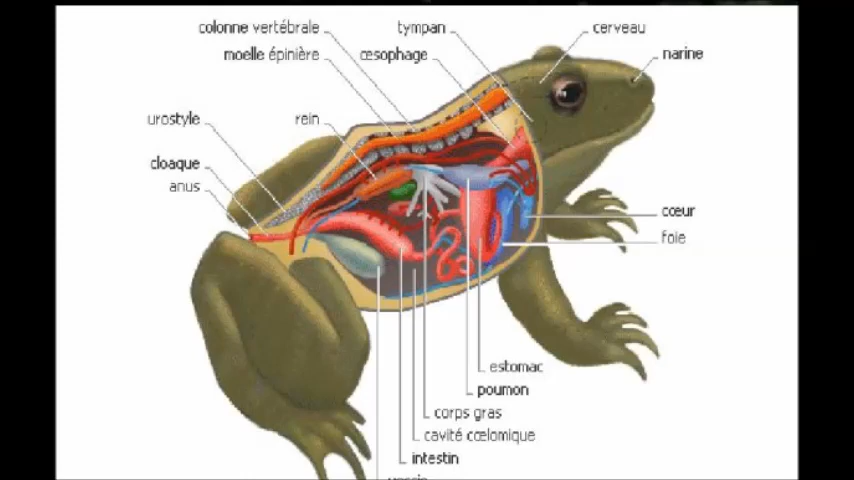 colonne vertébrale
tympan
cerveau
moelle épinière
œsophage
narine
urostyle
rein
cloaque
anus
cœur
foie
estomac
poumon
corps gras
cavité cœlomique
intestin